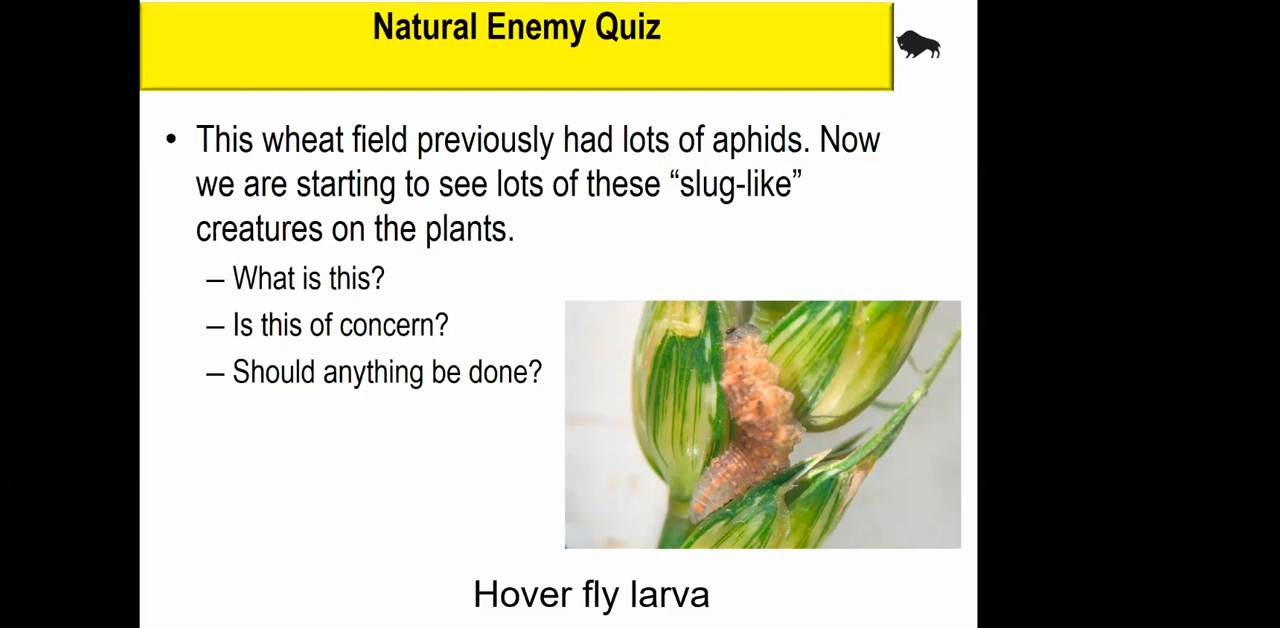 Natural Enemy Quiz
• This wheat field previously had lots of aphids. Now
we are starting to see lots of these “slug-like”
creatures on the plants.
– What is this?
– Is this of concern?
– Should anything be done?
Hover fly larva